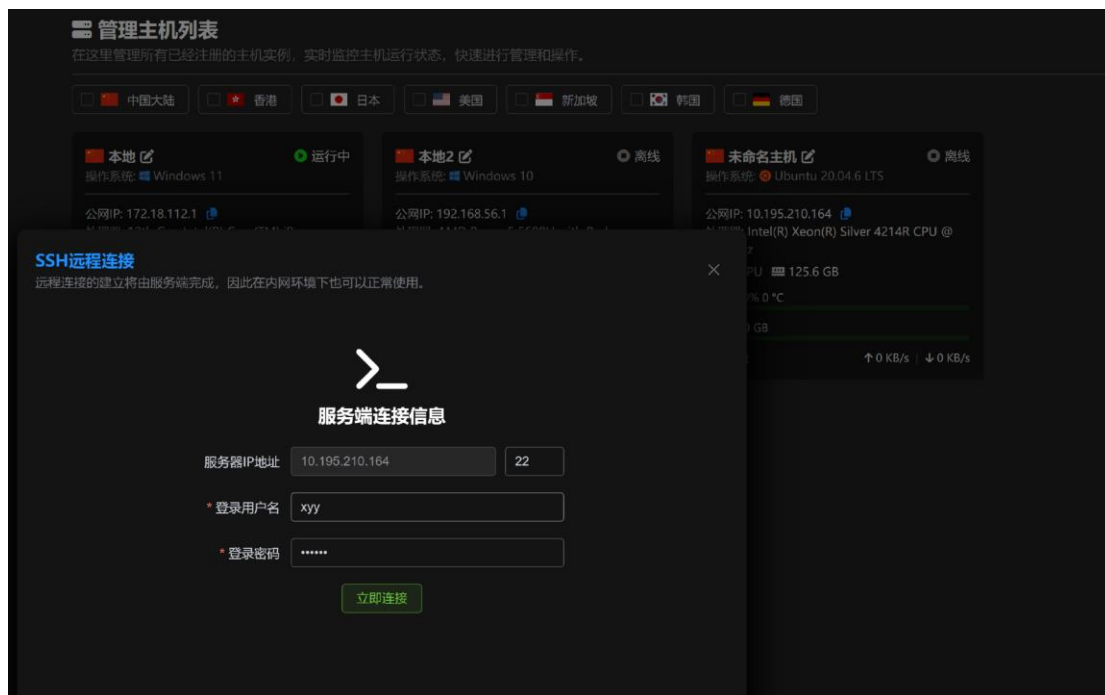 管理主机列表
在这里管理所有已经注册的主机实例，实时监控主机运行状态，快速进行管理和操作。
中国大陆 香港 日本 美国 新加坡 韩国 德国
本地 运行中
操作系统: Windows 11
公网IP: 172.18.112.1
本地2 离线
操作系统: Windows 10
公网IP: 192.168.56.1
未命名主机 离线
操作系统: Ubuntu 20.04.6 LTS
公网IP: 10.195.210.164
Intel(R) Xeon(R) Silver 4214R CPU @
PU 125.6 GB
0 °C
GB
↑ 0 KB/s | ↓ 0 KB/s
SSH远程连接
远程连接的建立将由服务端完成，因此在内网环境下也可以正常使用。
服务端连接信息
服务器IP地址 10.195.210.164 22
* 登录用户名 xyy
* 登录密码 ••••••
立即连接